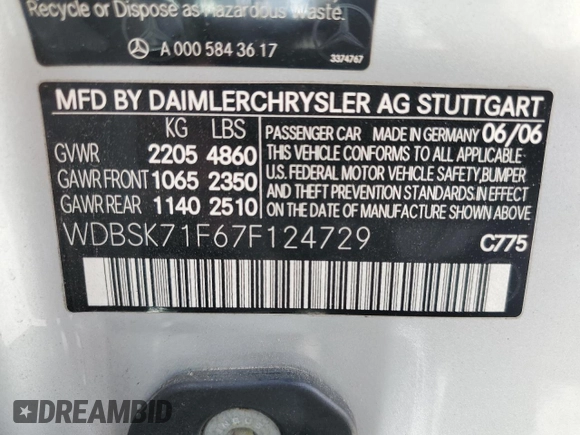 Recycle or Dispose as Hazardous Waste.
A 000 584 36 17
3374767
MFD BY DAIMLERCHRYSLER AG STUTTGART
KG LBS
GVWR 2205 4860
GAWR FRONT 1065 2350
GAWR REAR 1140 2510
PASSENGER CAR MADE IN GERMANY 06/06
THIS VEHICLE CONFORMS TO ALL APPLICABLE
U.S. FEDERAL MOTOR VEHICLE SAFETY, BUMPER
AND THEFT PREVENTION STANDARDS IN EFFECT
ON THE DATE OF MANUFACTURE SHOWN ABOVE.
WDBSK71F67F124729
C775
DREAMBID